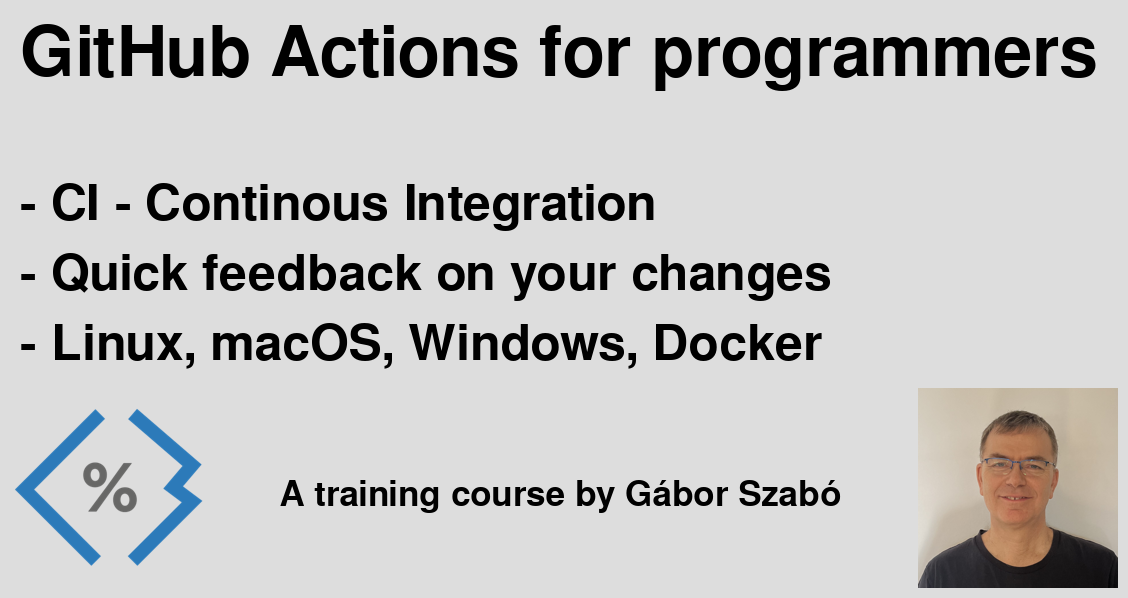 GitHub Actions for programmers
- CI - Continous Integration
- Quick feedback on your changes
- Linux, macOS, Windows, Docker
%
A training course by Gábor Szabó